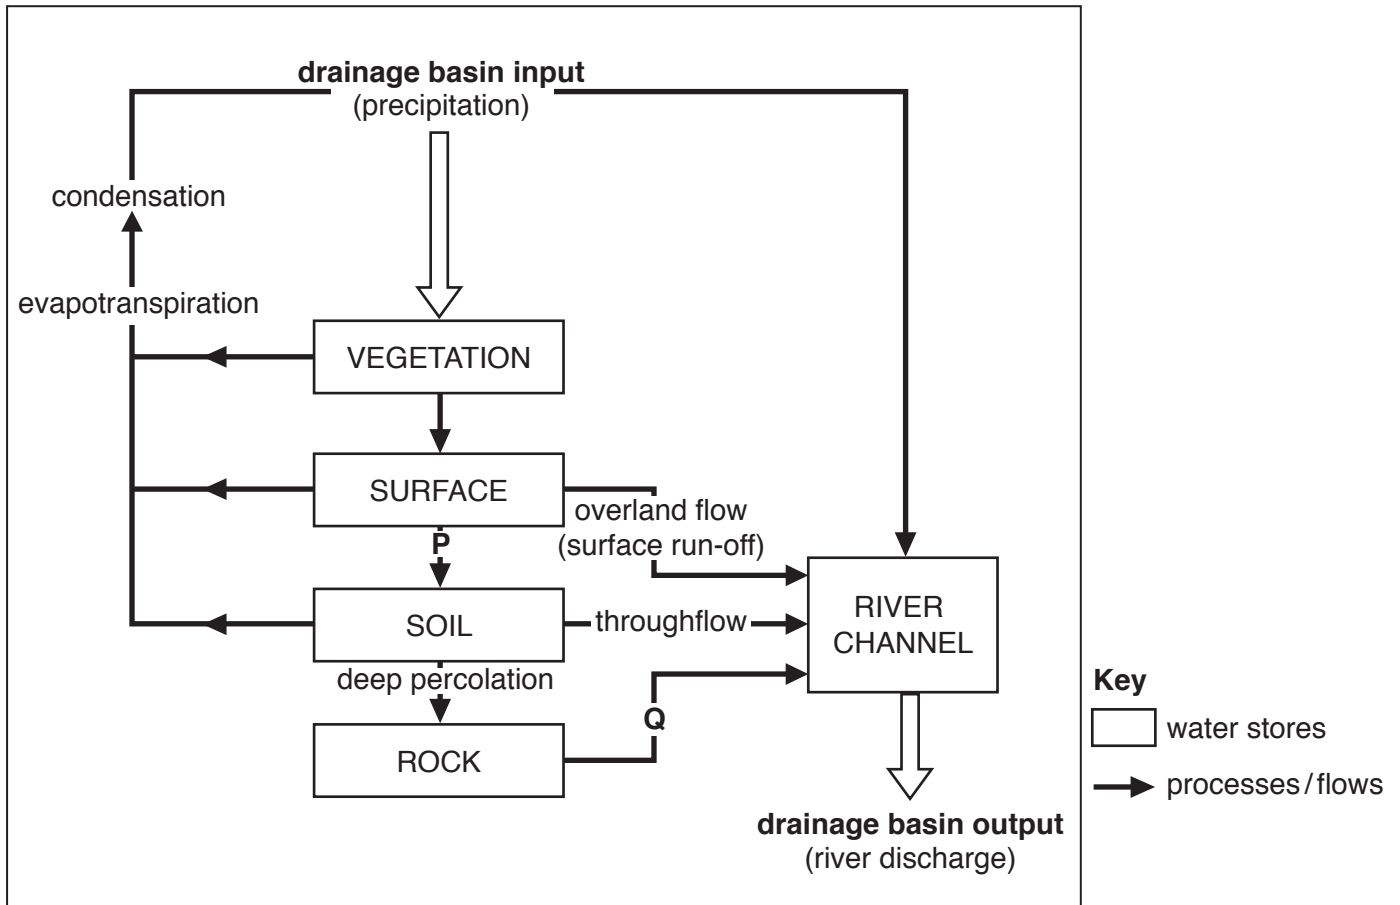 drainage basin input
(precipitation)
condensation
evapotranspiration
VEGETATION
SURFACE
overland flow
(surface run-off)
P
SOIL
throughflow
RIVER
CHANNEL
deep percolation
Q
ROCK
drainage basin output
(river discharge)
Key
water stores
processes/flows